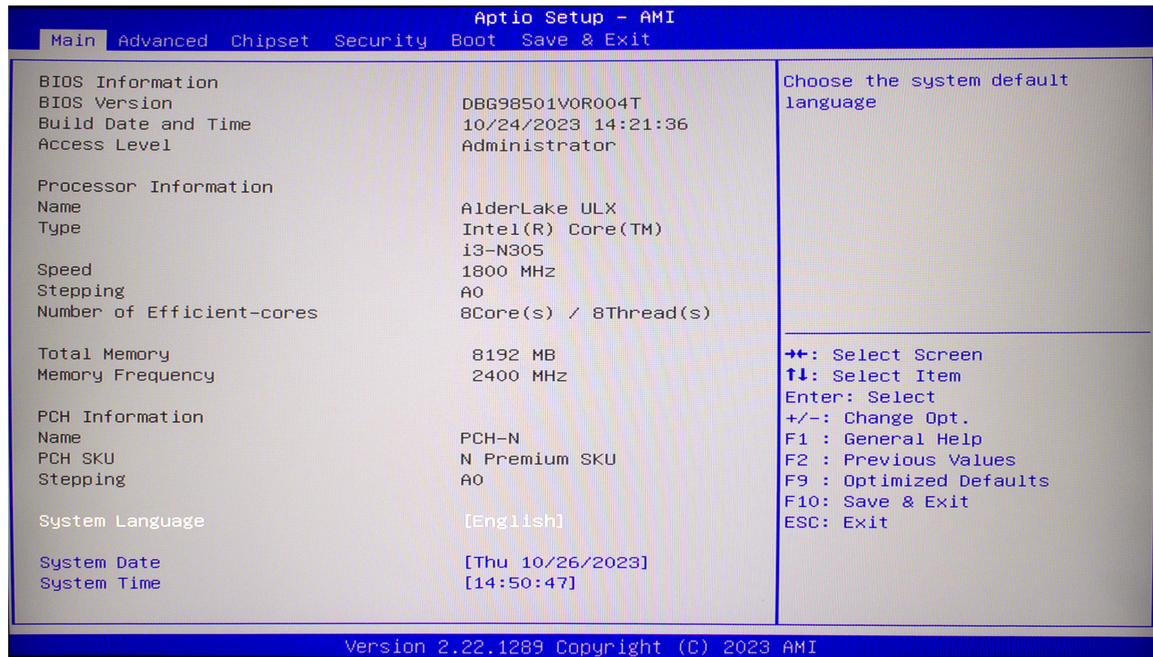 Aptio Setup – AMI
Main Advanced Chipset Security Boot Save & Exit
BIOS Information
BIOS Version DBG98501V0R004T
Build Date and Time 10/24/2023 14:21:36
Access Level Administrator
Processor Information
Name AlderLake ULX
Type Intel(R) Core(TM)
i3-N305
Speed 1800 MHz
Stepping A0
Number of Efficient-cores 8Core(s) / 8Thread(s)
Total Memory 8192 MB
Memory Frequency 2400 MHz
PCH Information
Name PCH-N
PCH SKU N Premium SKU
Stepping A0
System Language [English]
System Date [Thu 10/26/2023]
System Time [14:50:47]
Choose the system default
language
→←: Select Screen
↑↓: Select Item
Enter: Select
+/-: Change Opt.
F1 : General Help
F2 : Previous Values
F9 : Optimized Defaults
F10: Save & Exit
ESC: Exit
Version 2.22.1289 Copyright (C) 2023 AMI